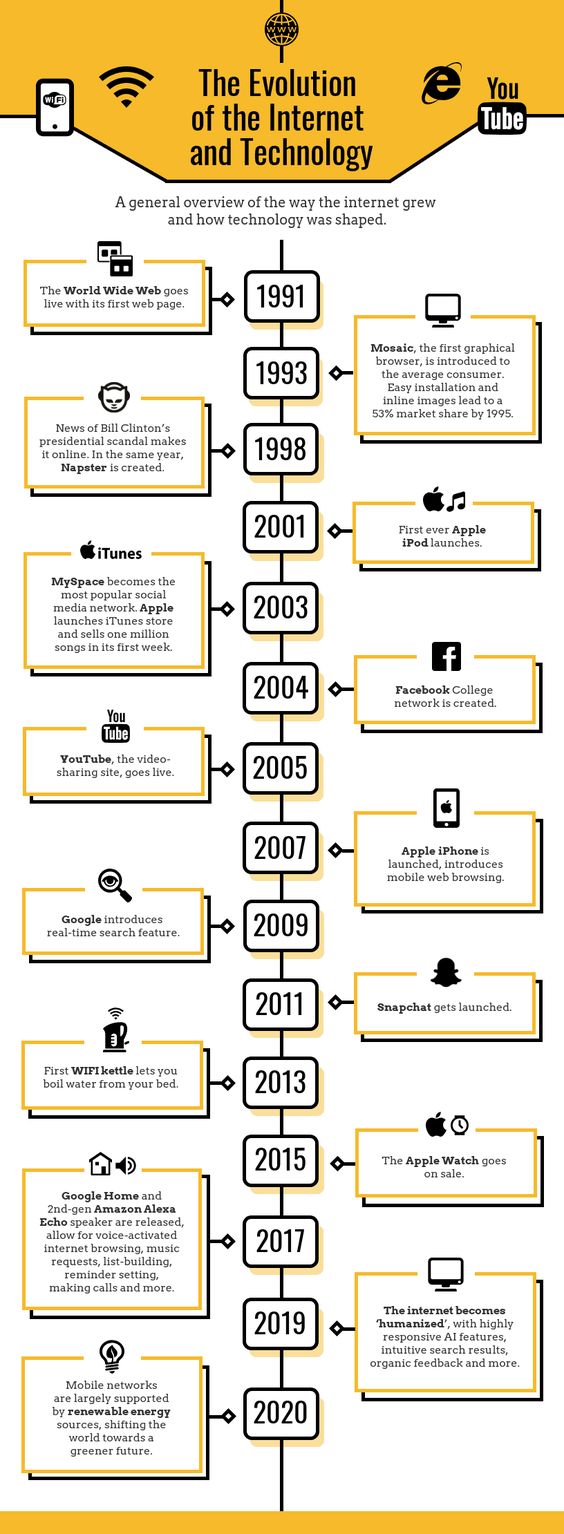 WWW
WiFi
You
Tube
The Evolution
of the Internet
and Technology
A general overview of the way the internet grew
and how technology was shaped.
1991
The World Wide Web goes
live with its first web page.
1993
Mosaic, the first graphical
browser, is introduced to
the average consumer.
Easy installation and
inline images lead to a
53% market share by 1995.
1998
News of Bill Clinton's
presidential scandal makes
it online. In the same year,
Napster is created.
2001
First ever Apple
iPod launches.
2003
iTunes
MySpace becomes the
most popular social
media network. Apple
launches iTunes store
and sells one million
songs in its first week.
2004
Facebook College
network is created.
2005
You
Tube
YouTube, the video-
sharing site, goes live.
2007
Apple iPhone is
launched, introduces
mobile web browsing.
2009
Google introduces
real-time search feature.
2011
Snapchat gets launched.
2013
First WIFI kettle lets you
boil water from your bed.
2015
The Apple Watch goes
on sale.
2017
Google Home and
2nd-gen Amazon Alexa
Echo speaker are released,
allow for voice-activated
internet browsing, music
requests, list-building,
reminder setting,
making calls and more.
2019
The internet becomes
'humanized', with highly
responsive AI features,
intuitive search results,
organic feedback and more.
2020
Mobile networks
are largely supported
by renewable energy
sources, shifting the
world towards a
greener future.